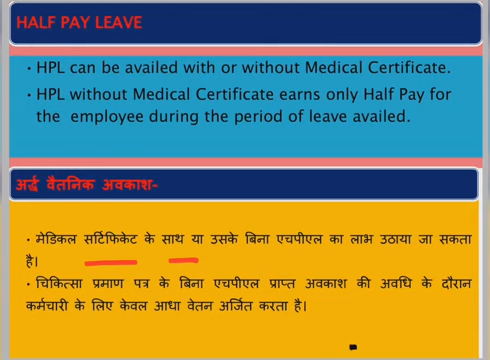 HALF PAY LEAVE
• HPL can be availed with or without Medical Certificate.
• HPL without Medical Certificate earns only Half Pay for
the employee during the period of leave availed.
अर्द्ध वैतनिक अवकाश-
• मेडिकल सर्टिफिकेट के साथ या उसके बिना एचपीएल का लाभ उठाया जा सकता
है।
• चिकित्सा प्रमाण पत्र के बिना एचपीएल प्राप्त अवकाश की अवधि के दौरान
कर्मचारी के लिए केवल आधा वेतन अर्जित करता है।